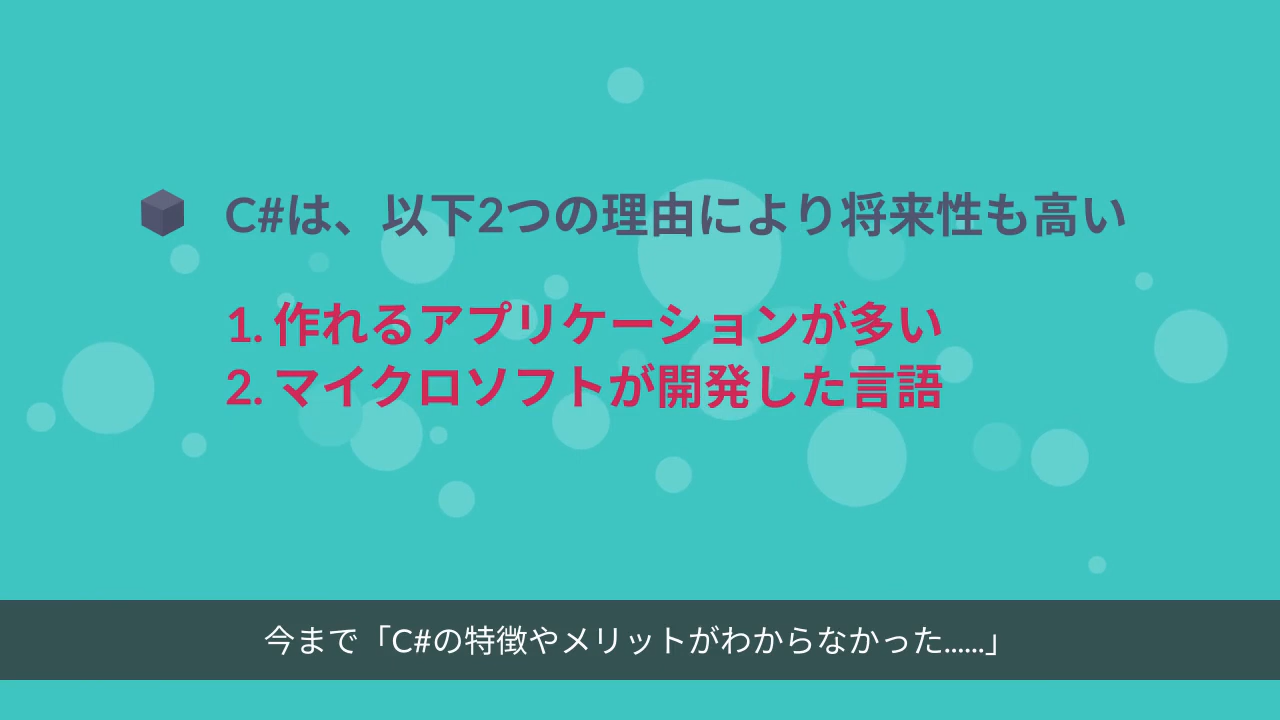 C#は、以下2つの理由により将来性も高い
1. 作れるアプリケーションが多い
2. マイクロソフトが開発した言語
今まで「C#の特徴やメリットがわからなかった......」